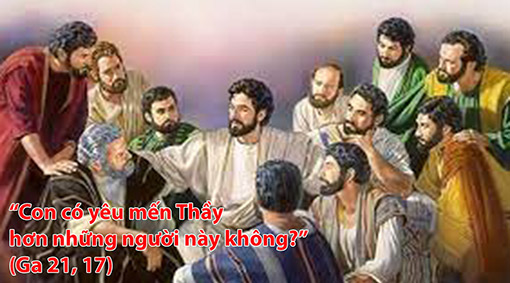 “Con có yêu mến Thầy
hơn những người này không?”
(Ga 21, 17)